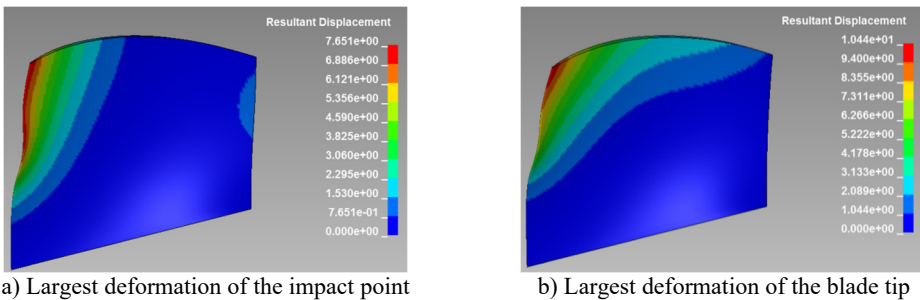 Resultant Displacement
7.651e+00
6.886e+00
6.121e+00
5.356e+00
4.590e+00
3.825e+00
3.060e+00
2.295e+00
1.530e+00
7.651e-01
0.000e+00
a) Largest deformation of the impact point
Resultant Displacement
1.044e+01
9.400e+00
8.355e+00
7.311e+00
6.266e+00
5.222e+00
4.178e+00
3.133e+00
2.089e+00
1.044e+00
0.000e+00
b) Largest deformation of the blade tip